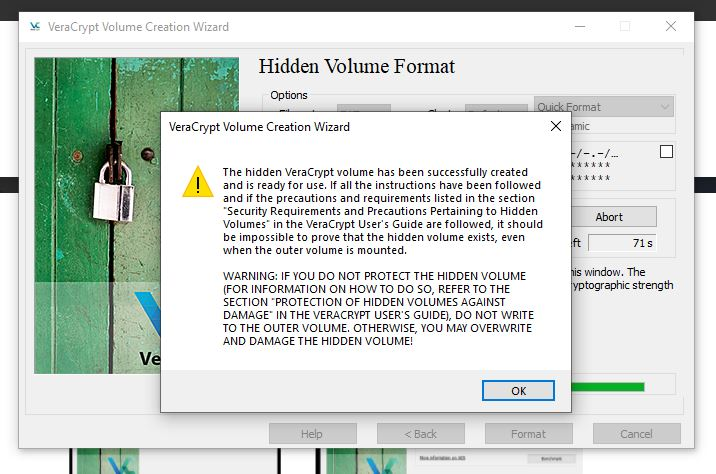 VeraCrypt Volume Creation Wizard
Hidden Volume Format
Options
Quick Format
amic
VeraCrypt Volume Creation Wizard
The hidden VeraCrypt volume has been successfully created
and is ready for use. If all the instructions have been followed
and if the precautions and requirements listed in the section
"Security Requirements and Precautions Pertaining to Hidden
Volumes" in the VeraCrypt User's Guide are followed, it should
be impossible to prove that the hidden volume exists, even
when the outer volume is mounted.
WARNING: IF YOU DO NOT PROTECT THE HIDDEN VOLUME
(FOR INFORMATION ON HOW TO DO SO, REFER TO THE
SECTION "PROTECTION OF HIDDEN VOLUMES AGAINST
DAMAGE" IN THE VERACRYPT USER'S GUIDE), DO NOT WRITE
TO THE OUTER VOLUME. OTHERWISE, YOU MAY OVERWRITE
AND DAMAGE THE HIDDEN VOLUME!
OK
-/-.-/...
******
******
Abort
eft 71 s
his window. The
yptographic strength
Ve
Help
< Back
Format
Cancel